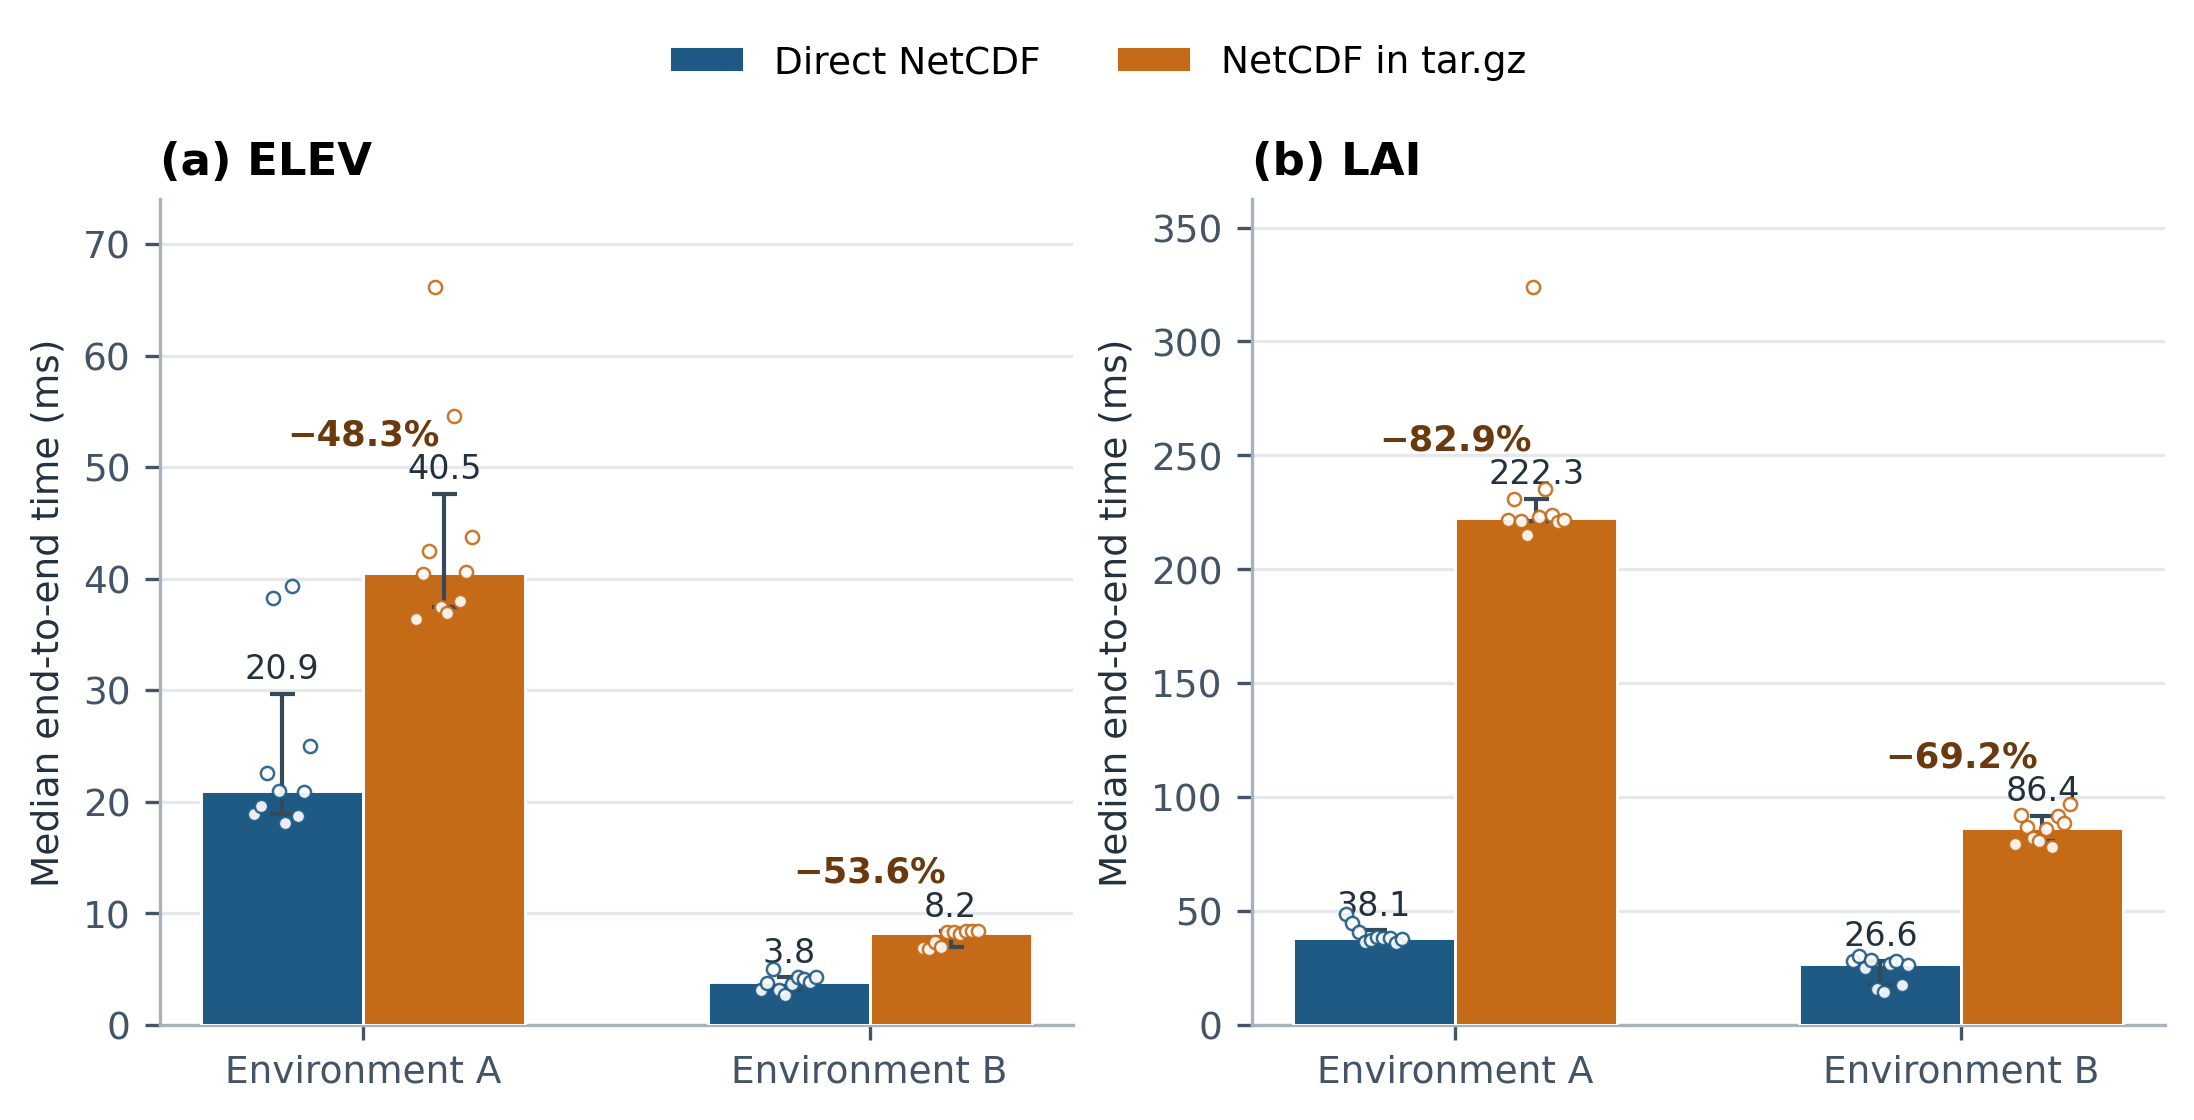 Direct NetCDF
NetCDF in tar.gz
(a) ELEV
Median end-to-end time (ms)
70
60
50
40
30
20
10
0
−48.3%
40.5
20.9
−53.6%
8.2
3.8
Environment A
Environment B
(b) LAI
Median end-to-end time (ms)
350
300
250
200
150
100
50
0
−82.9%
222.3
38.1
−69.2%
86.4
26.6
Environment A
Environment B